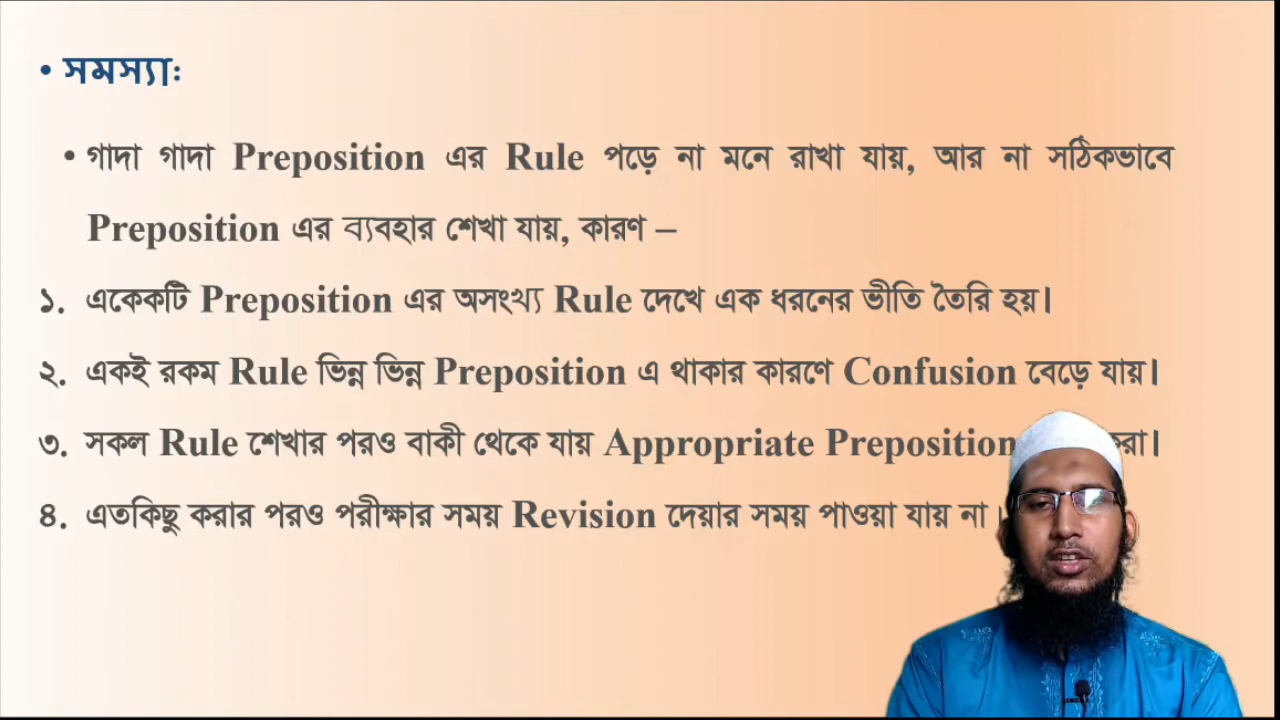 • সমস্যাঃ
• গাদা গাদা Preposition এর Rule পড়ে না মনে রাখা যায়, আর না সঠিকভাবে
Preposition এর ব্যবহার শেখা যায়, কারণ –
১. একেকটি Preposition এর অসংখ্য Rule দেখে এক ধরনের ভীতি তৈরি হয়।
২. একই রকম Rule ভিন্ন ভিন্ন Preposition এ থাকার কারণে Confusion বেড়ে যায়।
৩. সকল Rule শেখার পরও বাকী থেকে যায় Appropriate Preposition
৪. এতকিছু করার পরও পরীক্ষার সময় Revision দেয়ার সময় পাওয়া যায় না।